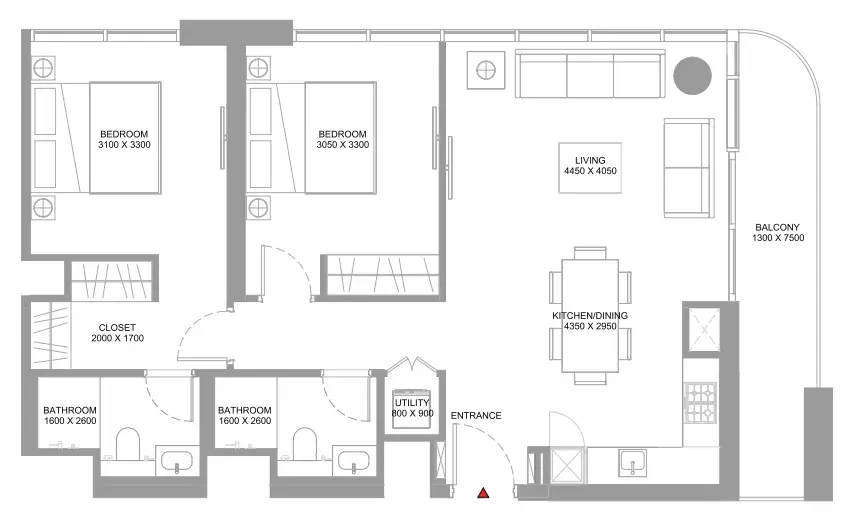 BEDROOM
3100 X 3300
BEDROOM
3050 X 3300
LIVING
4450 X 4050
BALCONY
1300 X 7500
KITCHEN/DINING
4350 X 2950
CLOSET
2000 X 1700
BATHROOM
1600 X 2600
BATHROOM
1600 X 2600
UTILITY
800 X 900
ENTRANCE